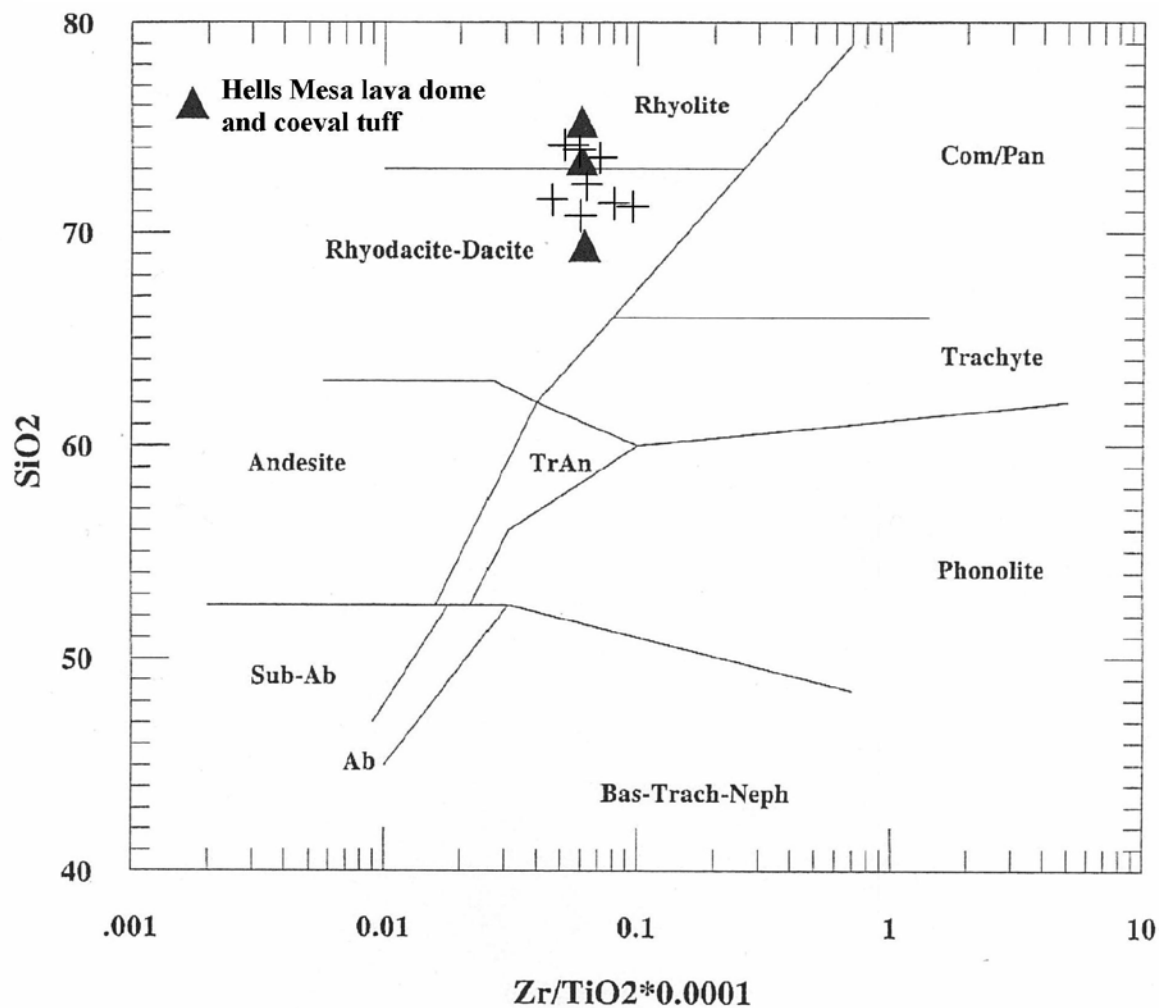 80
Hells Mesa lava dome
and coeval tuff
Rhyolite
Com/Pan
70
Rhyodacite-Dacite
Trachyte
SiO2
60
Andesite
TrAn
Phonolite
50
Sub-Ab
Ab
Bas-Trach-Neph
40
.001
0.01
0.1
1
10
Zr/TiO2*0.0001